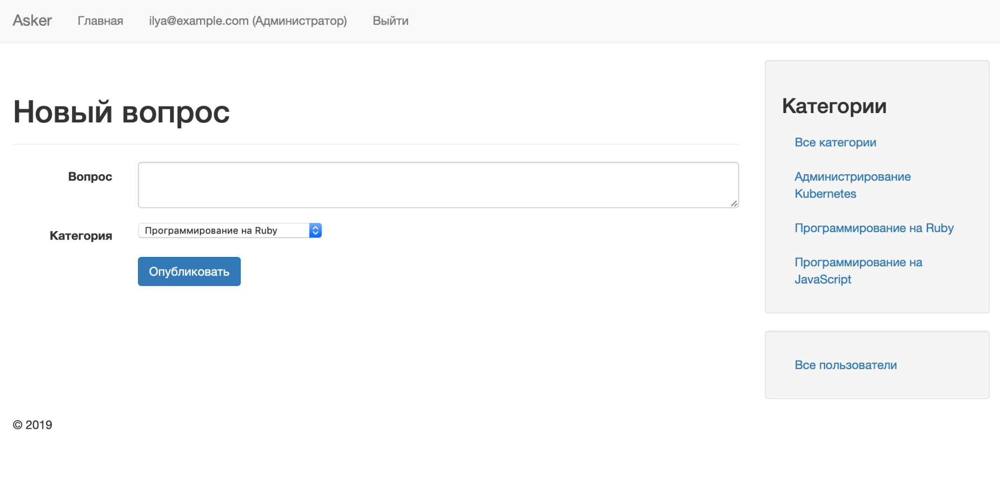 Asker Главная ilya@example.com (Администратор) Выйти
Новый вопрос
Вопрос
Категория Программирование на Ruby
Опубликовать
Категории
Все категории
Администрирование
Kubernetes
Программирование на Ruby
Программирование на
JavaScript
Все пользователи
© 2019